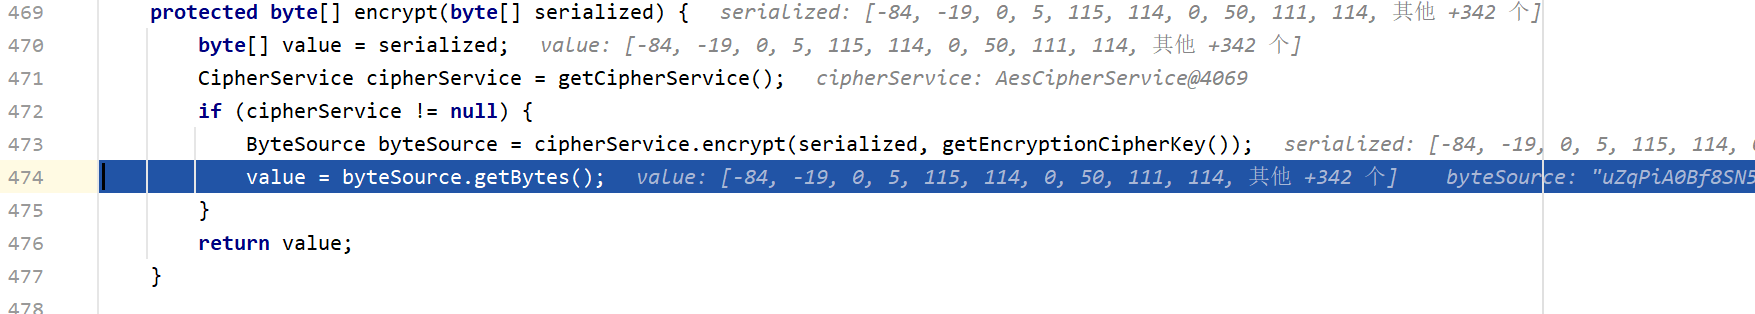 469 protected byte[] encrypt(byte[] serialized) { serialized: [-84, -19, 0, 5, 115, 114, 0, 50, 111, 114, 其他 +342 个]
470 byte[] value = serialized; value: [-84, -19, 0, 5, 115, 114, 0, 50, 111, 114, 其他 +342 个]
471 CipherService cipherService = getCipherService(); cipherService: AesCipherService@4069
472 if (cipherService != null) {
473 ByteSource byteSource = cipherService.encrypt(serialized, getEncryptionCipherKey()); serialized: [-84, -19, 0, 5, 115, 114,
474 value = byteSource.getBytes(); value: [-84, -19, 0, 5, 115, 114, 0, 50, 111, 114, 其他 +342 个] byteSource: "uZqPiA0Bf8SN5
475 }
476 return value;
477 }
478